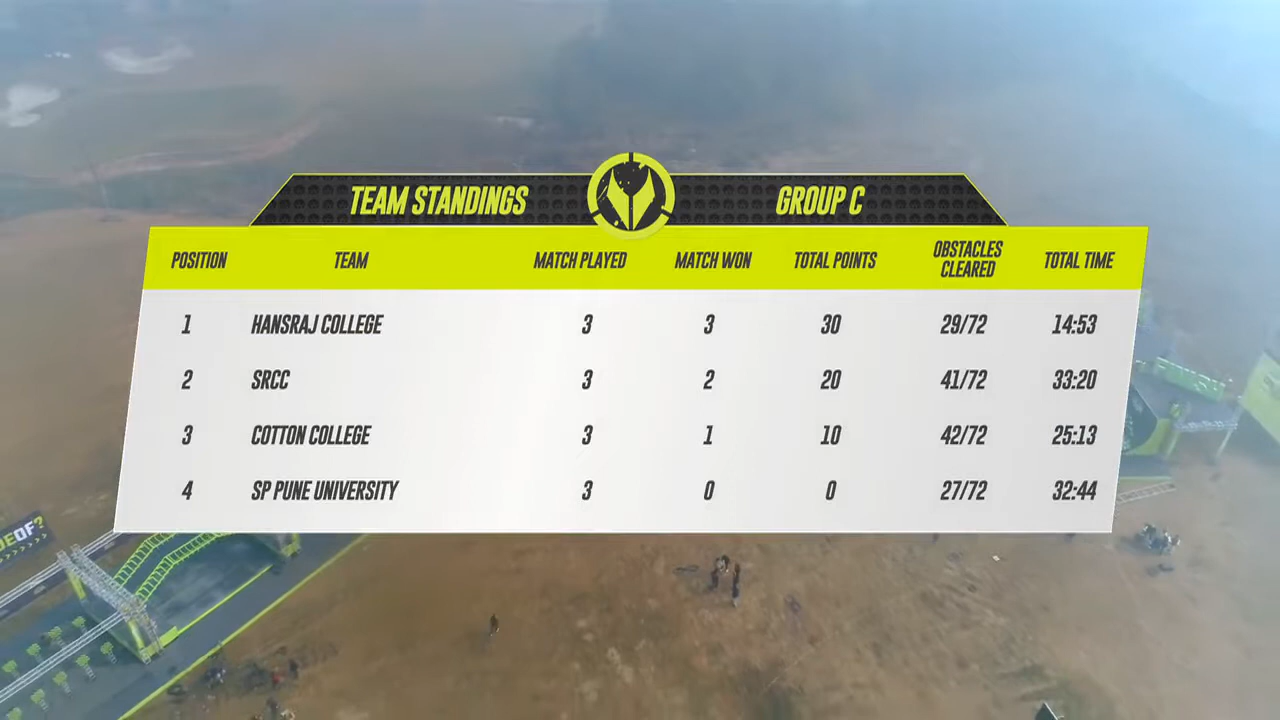 TEAM STANDINGS GROUP C
POSITION TEAM MATCH PLAYED MATCH WON TOTAL POINTS OBSTACLES CLEARED TOTAL TIME
1 HANSRAJ COLLEGE 3 3 30 29/72 14:53
2 SRCC 3 2 20 41/72 33:20
3 COTTON COLLEGE 3 1 10 42/72 25:13
4 SP PUNE UNIVERSITY 3 0 0 27/72 32:44
EOF?